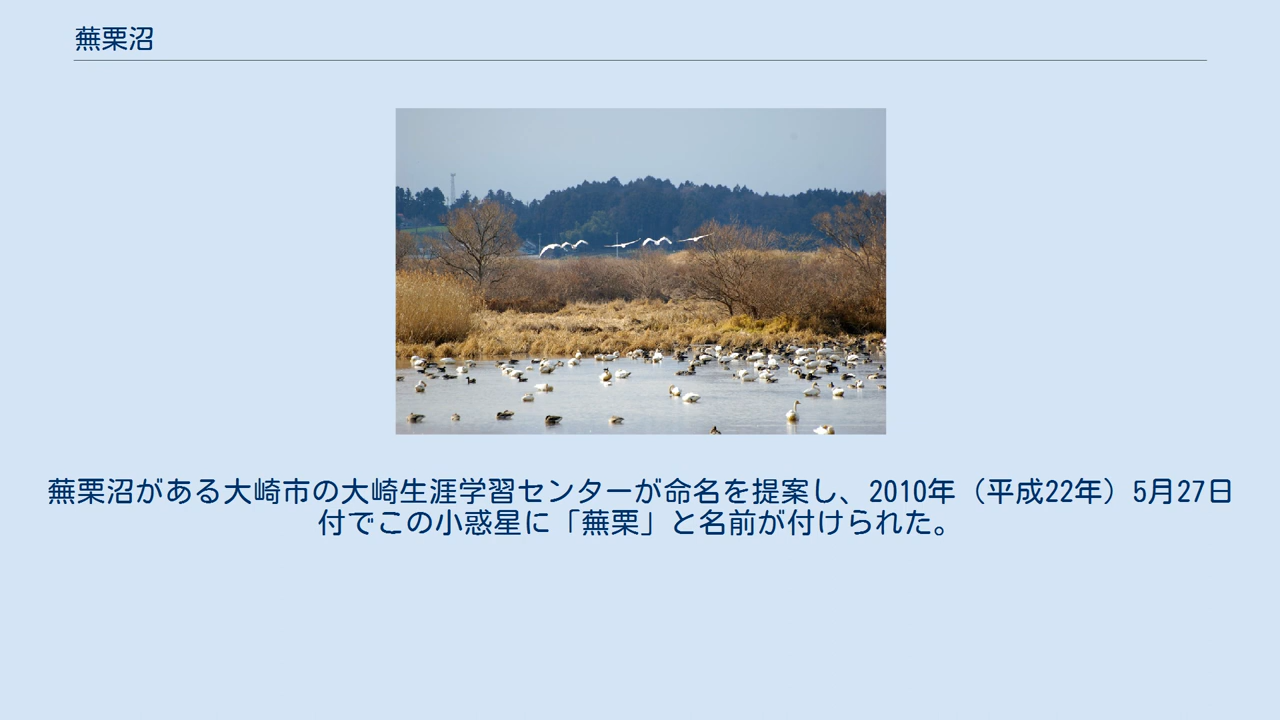 蕪栗沼
蕪栗沼がある大崎市の大崎生涯学習センターが命名を提案し、2010年（平成22年）5月27日
付でこの小惑星に「蕪栗」と名前が付けられた。